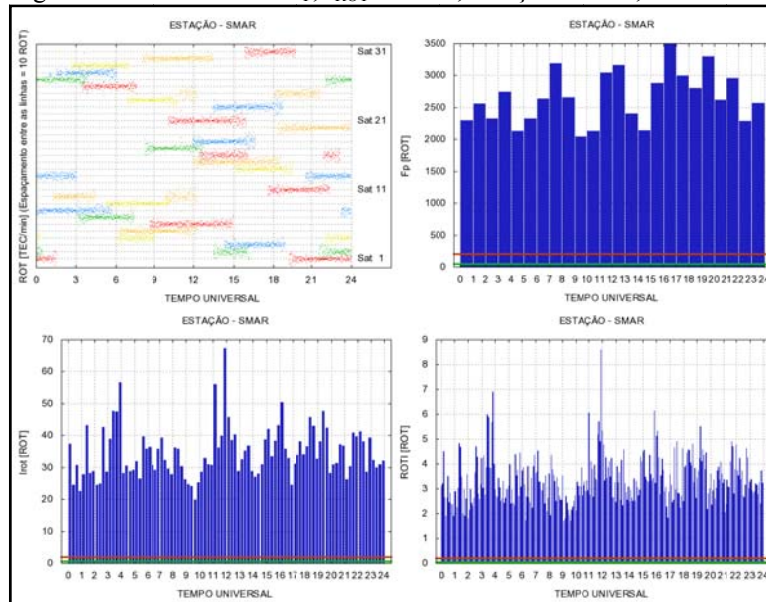 ESTAÇÃO - SMAR
ROT [TEC/min] (Espaçamento entre as linhas = 10 ROT)
Sat 31
Sat 21
Sat 11
Sat 1
0 3 6 9 12 15 18 21 24
TEMPO UNIVERSAL
ESTAÇÃO - SMAR
Fp [ROT]
3500
3000
2500
2000
1500
1000
500
0
0 1 2 3 4 5 6 7 8 9 10 11 12 13 14 15 16 17 18 19 20 21 22 23 24
TEMPO UNIVERSAL
ESTAÇÃO - SMAR
Irot [ROT]
70
60
50
40
30
20
10
0
0 1 2 3 4 5 6 7 8 9 10 11 12 13 14 15 16 17 18 19 20 21 22 23 24
TEMPO UNIVERSAL
ESTAÇÃO - SMAR
ROTI [ROT]
9
8
7
6
5
4
3
2
1
0
0 1 2 3 4 5 6 7 8 9 10 11 12 13 14 15 16 17 18 19 20 21 22 23 24
TEMPO UNIVERSAL